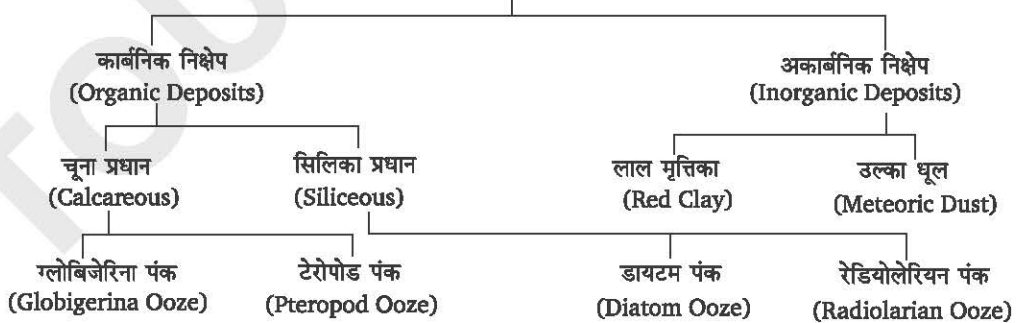 कार्बनिक निक्षेप
(Organic Deposits)
अकार्बनिक निक्षेप
(Inorganic Deposits)
चूना प्रधान
(Calcareous)
सिलिका प्रधान
(Siliceous)
लाल मृत्तिका
(Red Clay)
उल्का धूल
(Meteoric Dust)
ग्लोबिजेरिना पंक
(Globigerina Ooze)
टेरोपोड पंक
(Pteropod Ooze)
डायटम पंक
(Diatom Ooze)
रेडियोलेरियन पंक
(Radiolarian Ooze)